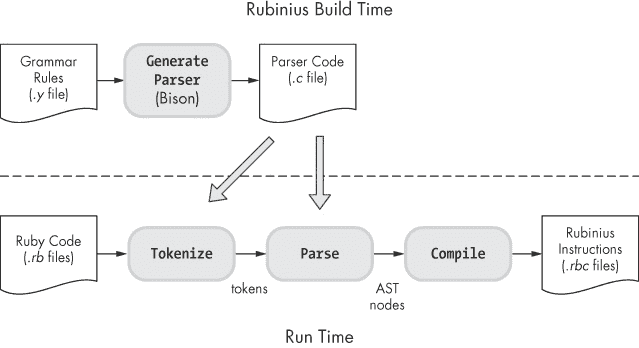 Rubinius Build Time
Grammar
Rules
(.y file)
Generate
Parser
(Bison)
Parser Code
(.c file)
Ruby Code
(.rb files)
Tokenize
tokens
Parse
AST
nodes
Compile
Rubinius
Instructions
(.rbc files)
Run Time